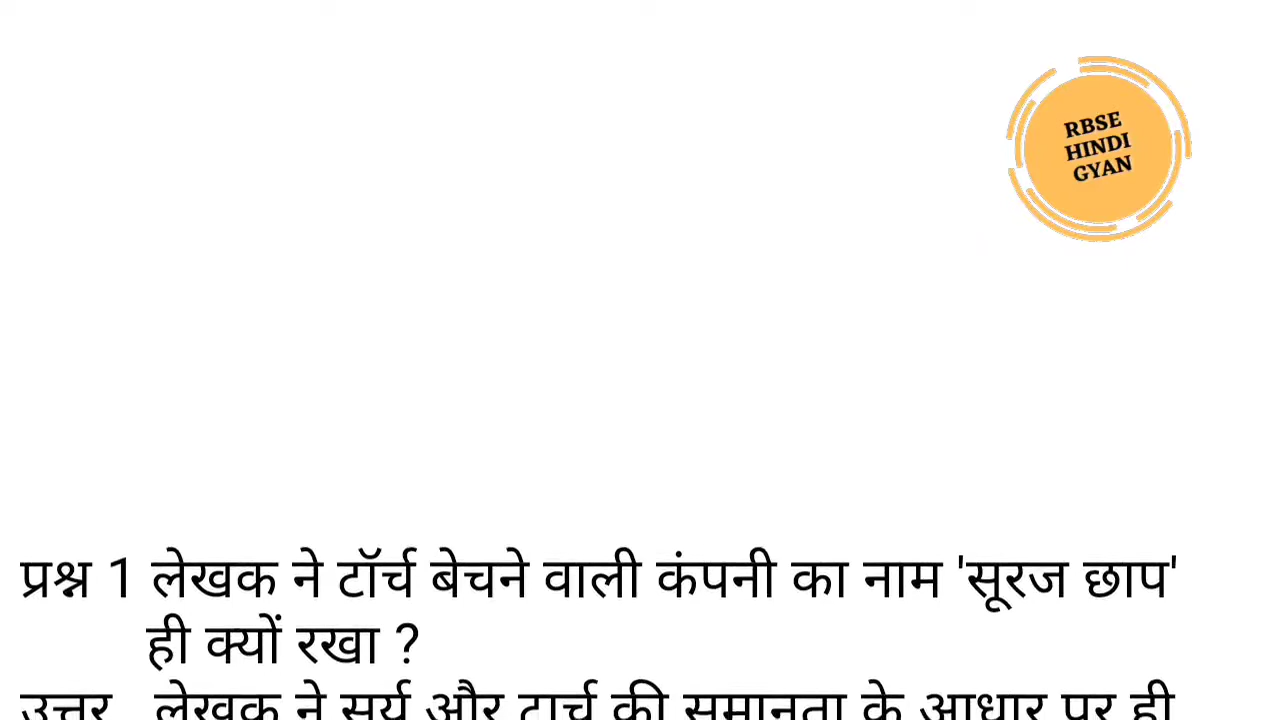 RBSE
HINDI
GYAN
प्रश्न 1 लेखक ने टॉर्च बेचने वाली कंपनी का नाम 'सूरज छाप'
ही क्यों रखा ?
उत्तर लेखक ने सूर्य और टार्च की समानता के आधार पर ही